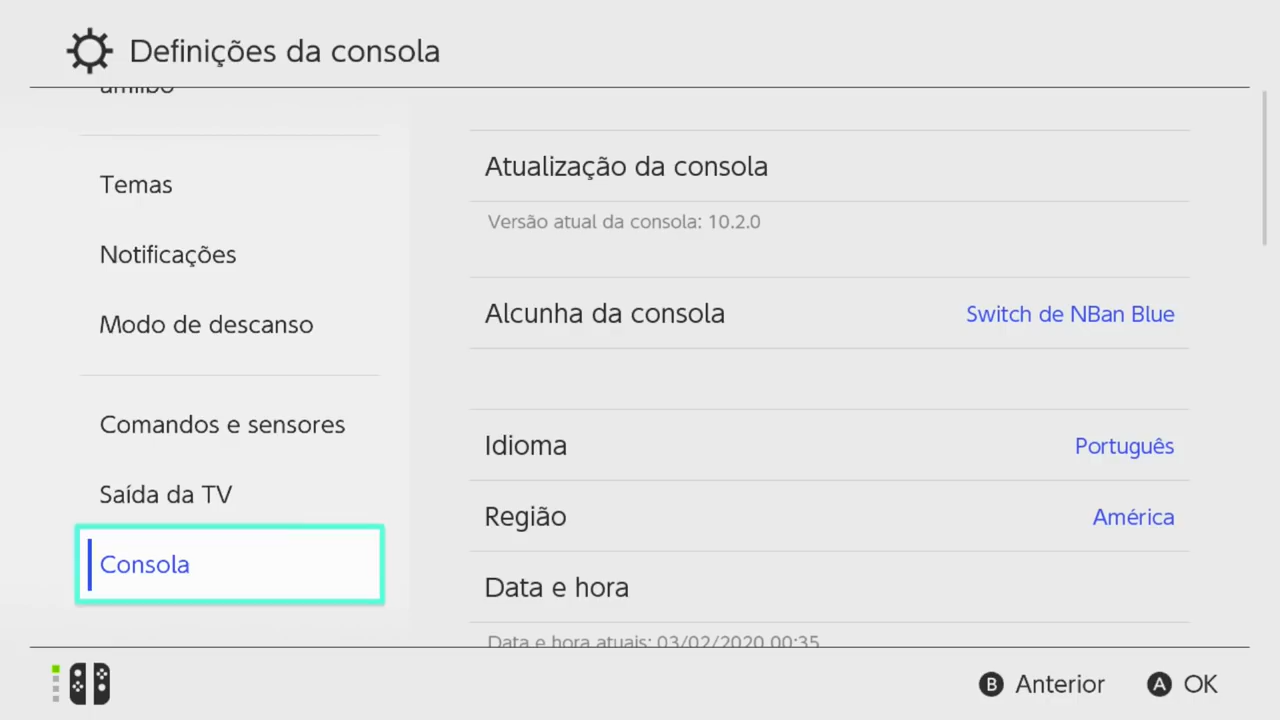 Definições da consola
amiibo
Temas
Notificações
Modo de descanso
Comandos e sensores
Saída da TV
Consola
Atualização da consola
Versão atual da consola: 10.2.0
Alcunha da consola
Switch de NBan Blue
Idioma
Português
Região
América
Data e hora
Data e hora atuais: 03/02/2020 00:35
B Anterior
A OK